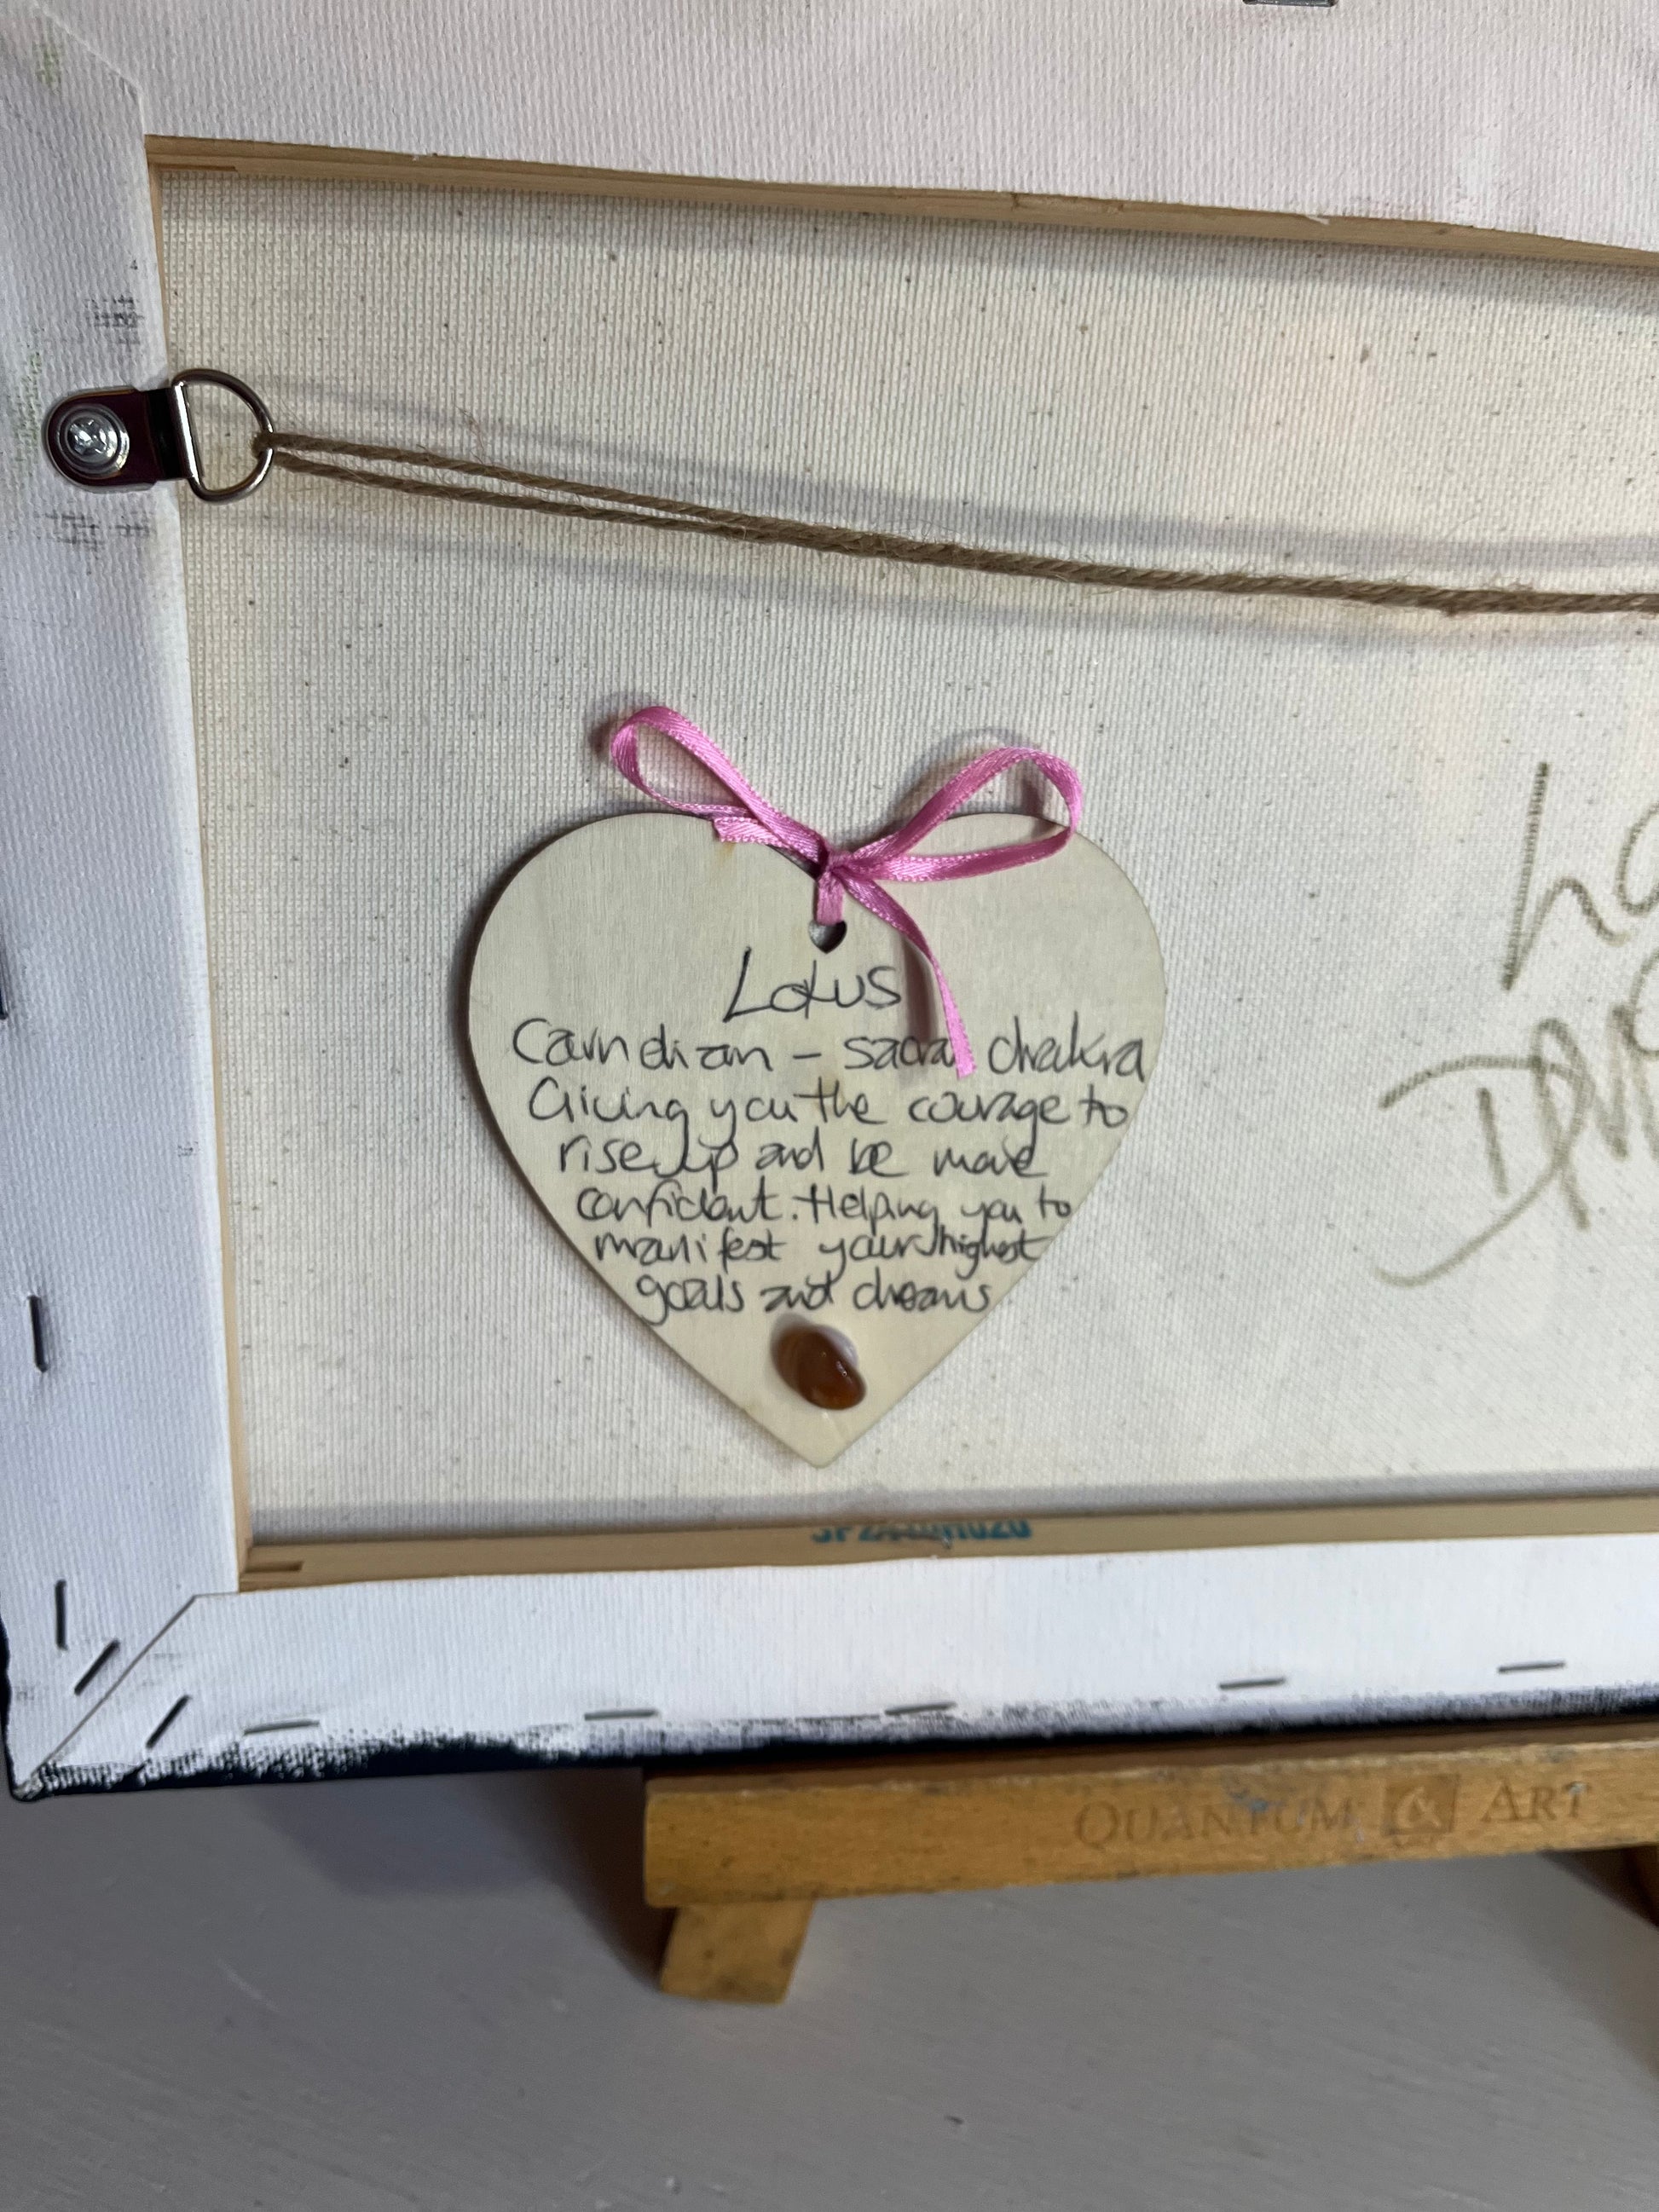 Lotus
Carndian - sacral chakra
Giving you the courage to
rise up and be more
confident. Helping you to
manifest your highest
goals and dreams
QUANTUM & ART